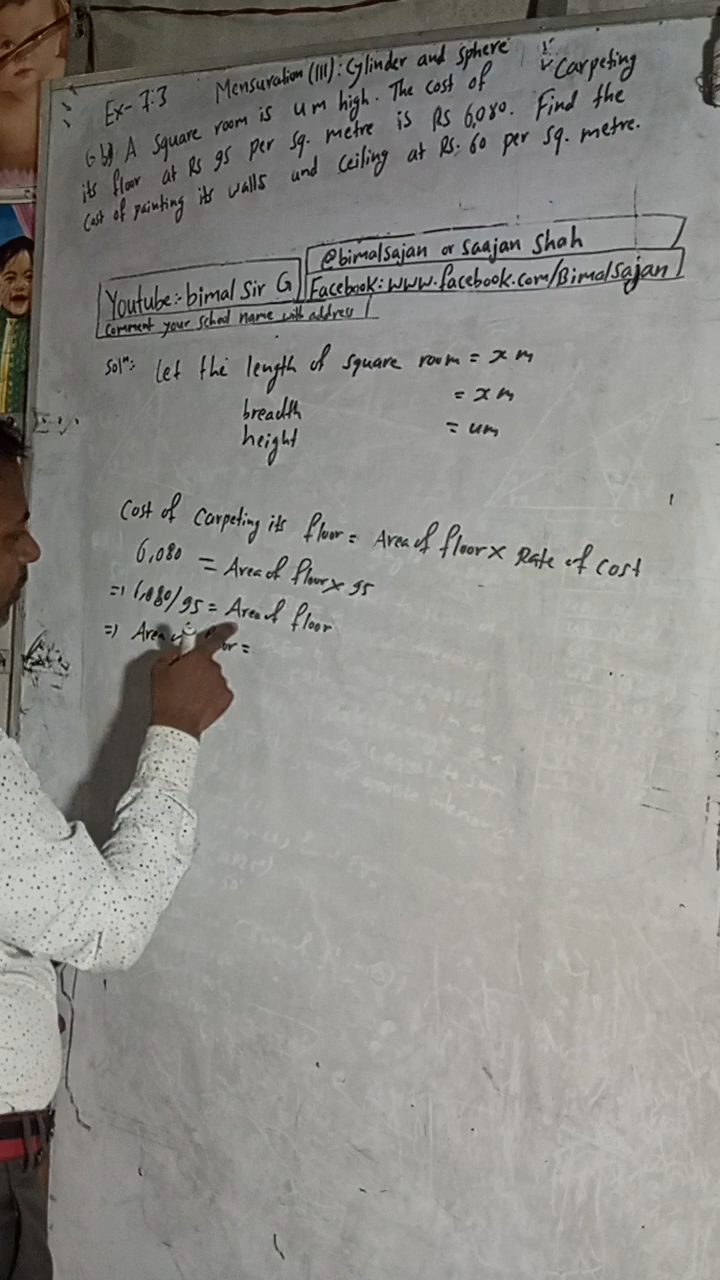 Ex- 7.3 Mensuration (III): Cylinder and sphere
6 b) A square room is 4m high. The cost of Carpeting
its floor at Rs 95 per sq. metre is Rs 6,080. Find the
cost of painting its walls and ceiling at Rs. 60 per sq. metre.
@bimalsajan or Saajan Shah
Youtube:- bimal Sir G
Facebook: www.facebook.com/Bimalsajan
Comment your school name with address
Solⁿ: Let the length of square room = x m
breadth = x m
height = 4m
Cost of Carpeting its floor = Area of floor x Rate of cost
6,080 = Area of floor x 95
=> 6,080/95 = Area of floor
=> Area